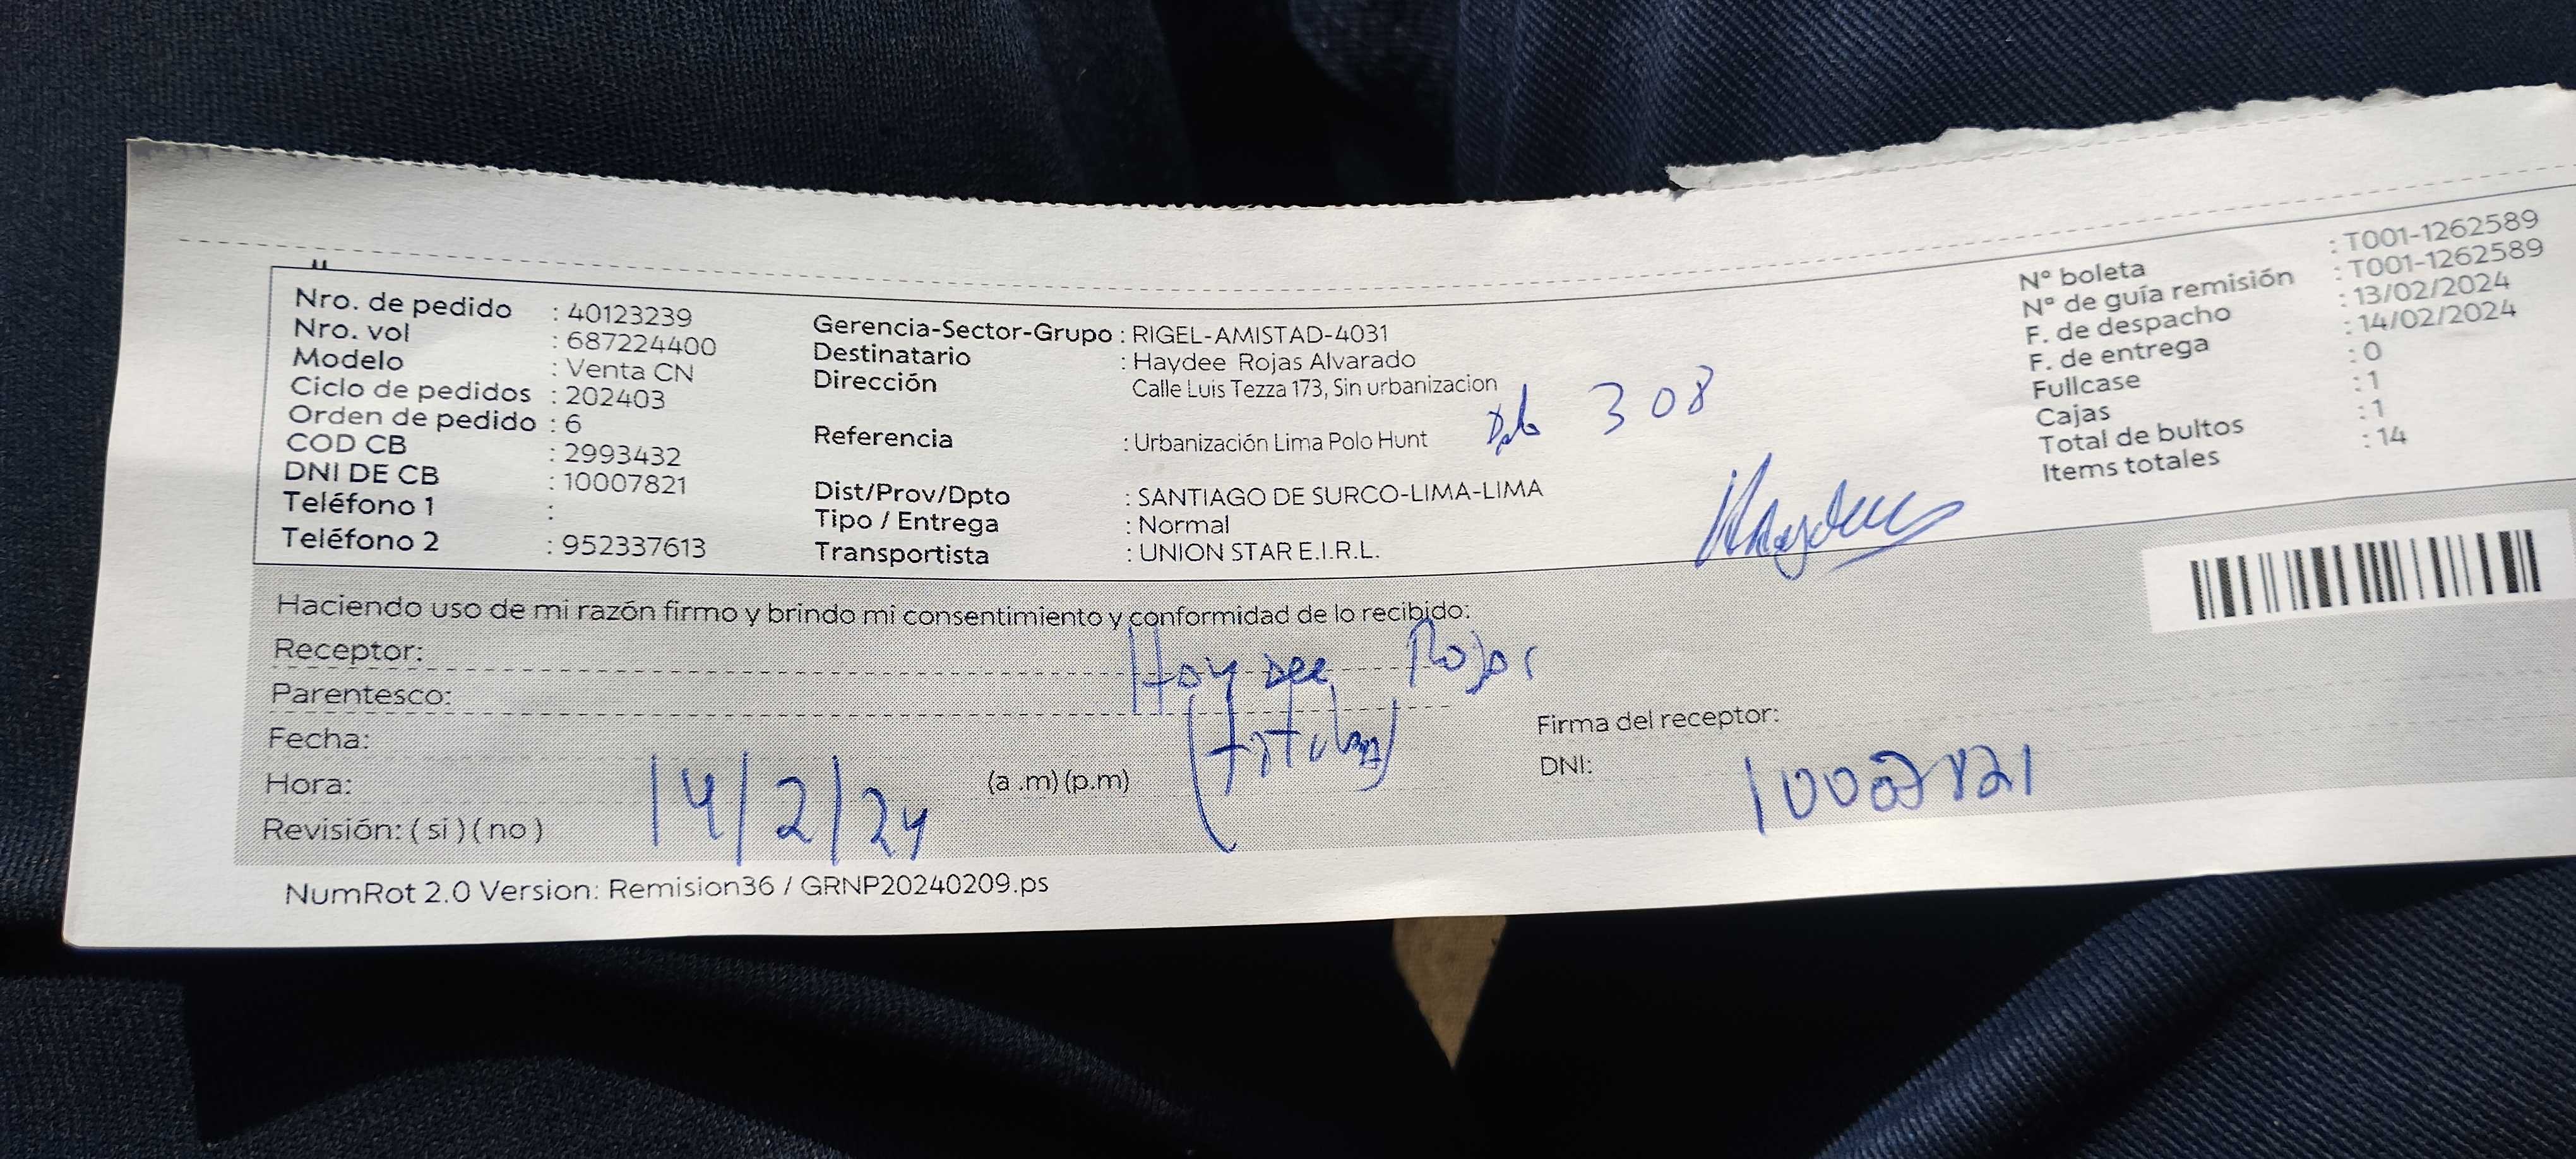 Nro. de pedido : 40123239
Nro. vol : 687224400
Modelo : Venta CN
Ciclo de pedidos : 202403
Orden de pedido : 6
COD CB : 2993432
DNI DE CB : 10007821
Teléfono 1 :
Teléfono 2 : 952337613
Gerencia-Sector-Grupo : RIGEL-AMISTAD-4031
Destinatario : Haydee Rojas Alvarado
Dirección Calle Luis Tezza 173, Sin urbanizacion
Dpto 308
Referencia : Urbanización Lima Polo Hunt
Dist/Prov/Dpto : SANTIAGO DE SURCO-LIMA-LIMA
Tipo / Entrega : Normal
Transportista : UNION STAR E.I.R.L.
N° boleta : T001-1262589
N° de guía remisión : T001-1262589
F. de despacho : 13/02/2024
F. de entrega : 14/02/2024
Fullcase : 0
Cajas : 1
Total de bultos : 1
Items totales : 14
Haciendo uso de mi razón firmo y brindo mi consentimiento y conformidad de lo recibido:
Receptor: Haydee Rojas
Parentesco: (titular)
Fecha: 14/2/24
Hora: (a .m) (p.m)
Revisión: ( si ) ( no )
Firma del receptor:
DNI: 10007821
NumRot 2.0 Version: Remision36 / GRNP20240209.ps